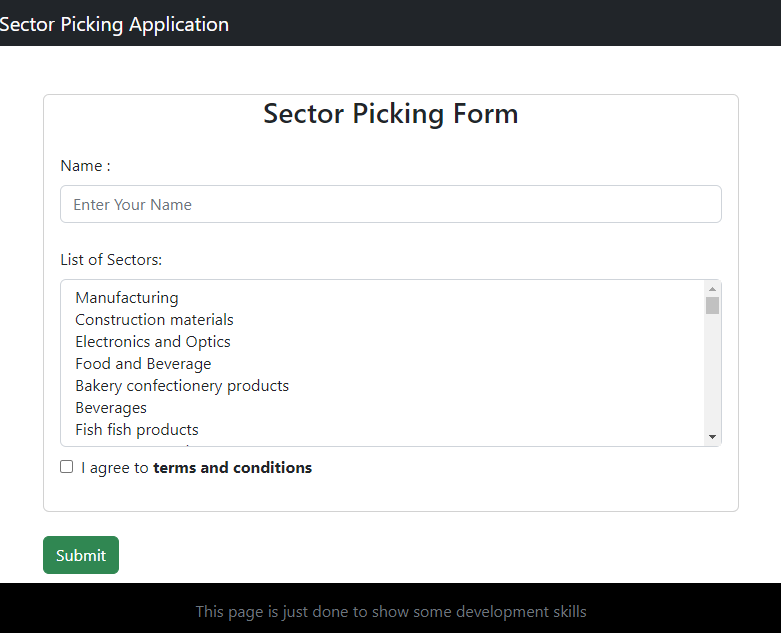 Sector Picking Application
Sector Picking Form
Name :
Enter Your Name
List of Sectors:
Manufacturing
Construction materials
Electronics and Optics
Food and Beverage
Bakery confectionery products
Beverages
Fish fish products
I agree to terms and conditions
Submit
This page is just done to show some development skills